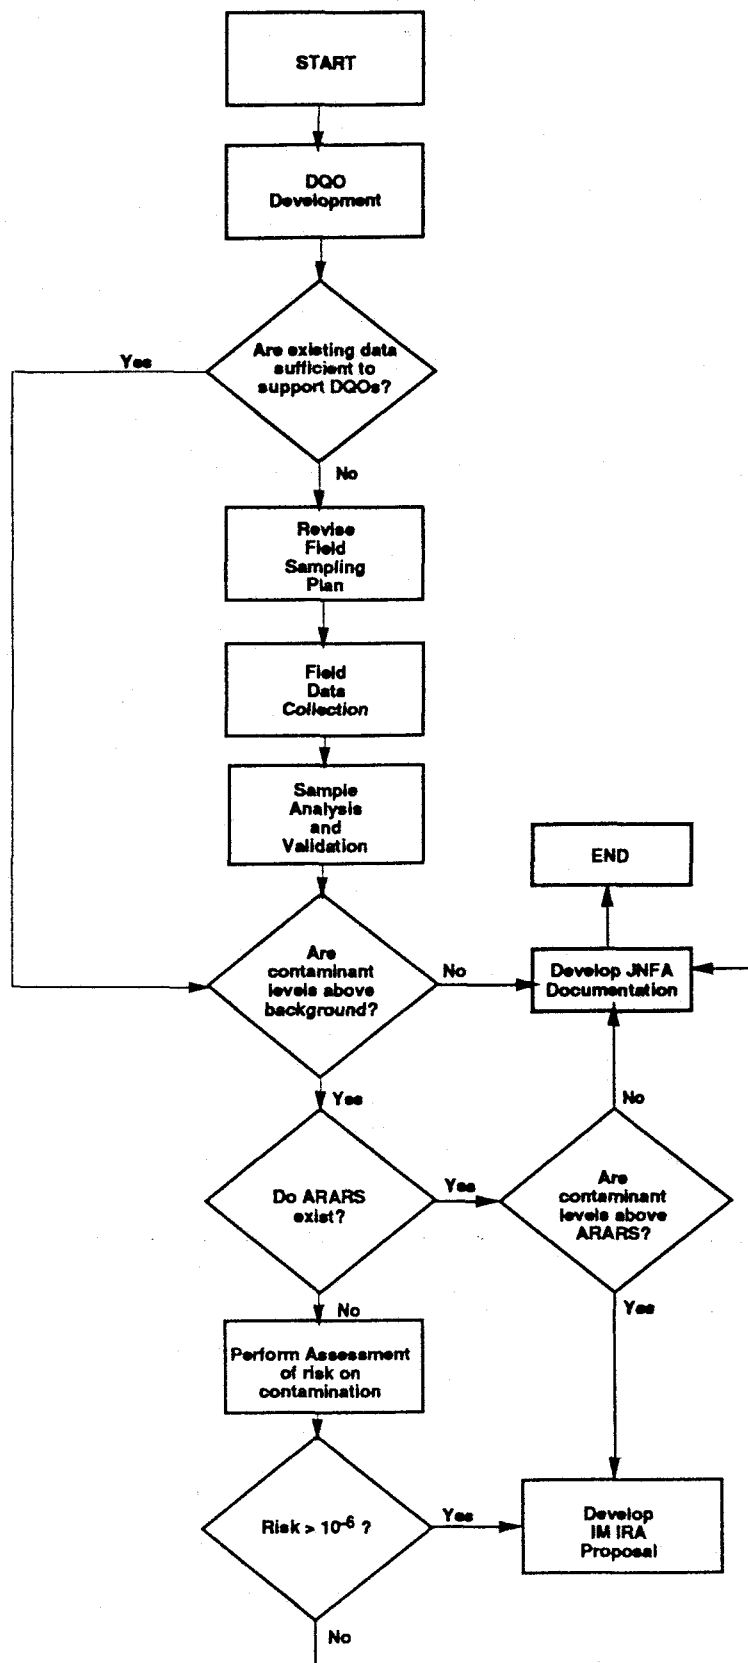 START
DQO
Development
Are existing data
sufficient to
support DQOs?
Yes
No
Revise
Field
Sampling
Plan
Field
Data
Collection
Sample
Analysis
and
Validation
END
Are
contaminant
levels above
background?
No
Develop JNFA
Documentation
Yes
No
Do ARARS
exist?
Yes
Are
contaminant
levels above
ARARS?
No
Yes
Perform Assessment
of risk on
contamination
Risk > 10⁻⁶ ?
Yes
Develop
IM IRA
Proposal
No